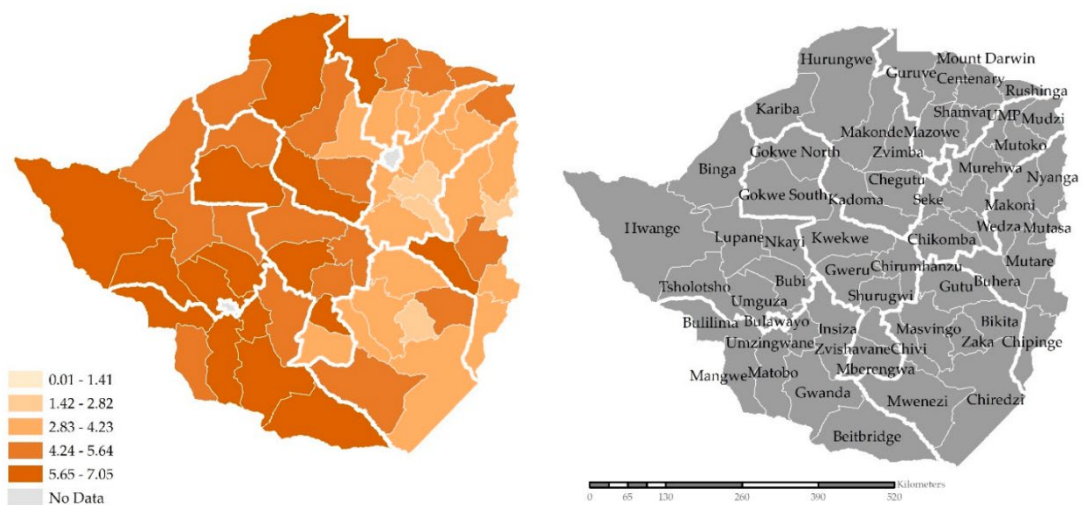 0.01 - 1.41
1.42 - 2.82
2.83 - 4.23
4.24 - 5.64
5.65 - 7.05
No Data
Hurungwe
Mount Darwin
Guruve
Centenary
Rushinga
Kariba
Shamva
UMP
Mudzi
Makonde
Mazowe
Mutoko
Gokwe North
Zvimba
Binga
Murehwa
Nyanga
Chegutu
Gokwe South
Kadoma
Seke
Makoni
Hwange
Wedza
Mutasa
Lupane
Nkayi
Kwekwe
Chikomba
Mutare
Gweru
Chirumhanzu
Tsholotsho
Bubi
Gutu
Buhera
Umguza
Shurugwi
Bulilima
Bulawayo
Insiza
Masvingo
Bikita
Umzingwane
Zvishavane
Chivi
Zaka
Chipinge
Mangwe
Matobo
Mberengwa
Gwanda
Mwenezi
Chiredzi
Beitbridge
Kilometers
0 65 130 260 390 520